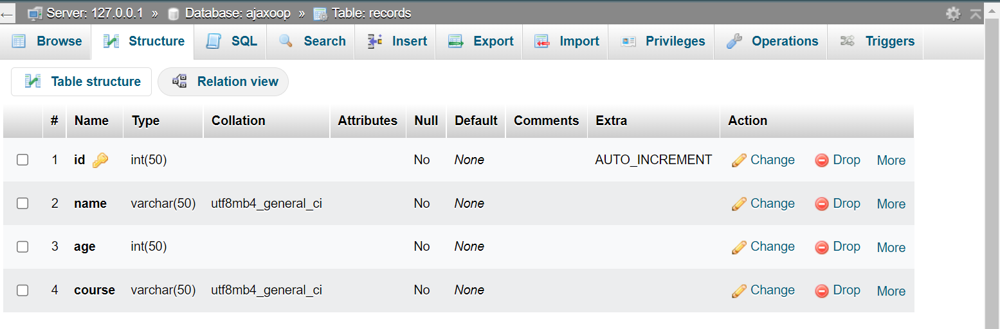 Server: 127.0.0.1 » Database: ajaxoop » Table: records
Browse Structure SQL Search Insert Export Import Privileges Operations Triggers
Table structure Relation view
# Name Type Collation Attributes Null Default Comments Extra Action
1 id int(50) No None AUTO_INCREMENT Change Drop More
2 name varchar(50) utf8mb4_general_ci No None Change Drop More
3 age int(50) No None Change Drop More
4 course varchar(50) utf8mb4_general_ci No None Change Drop More